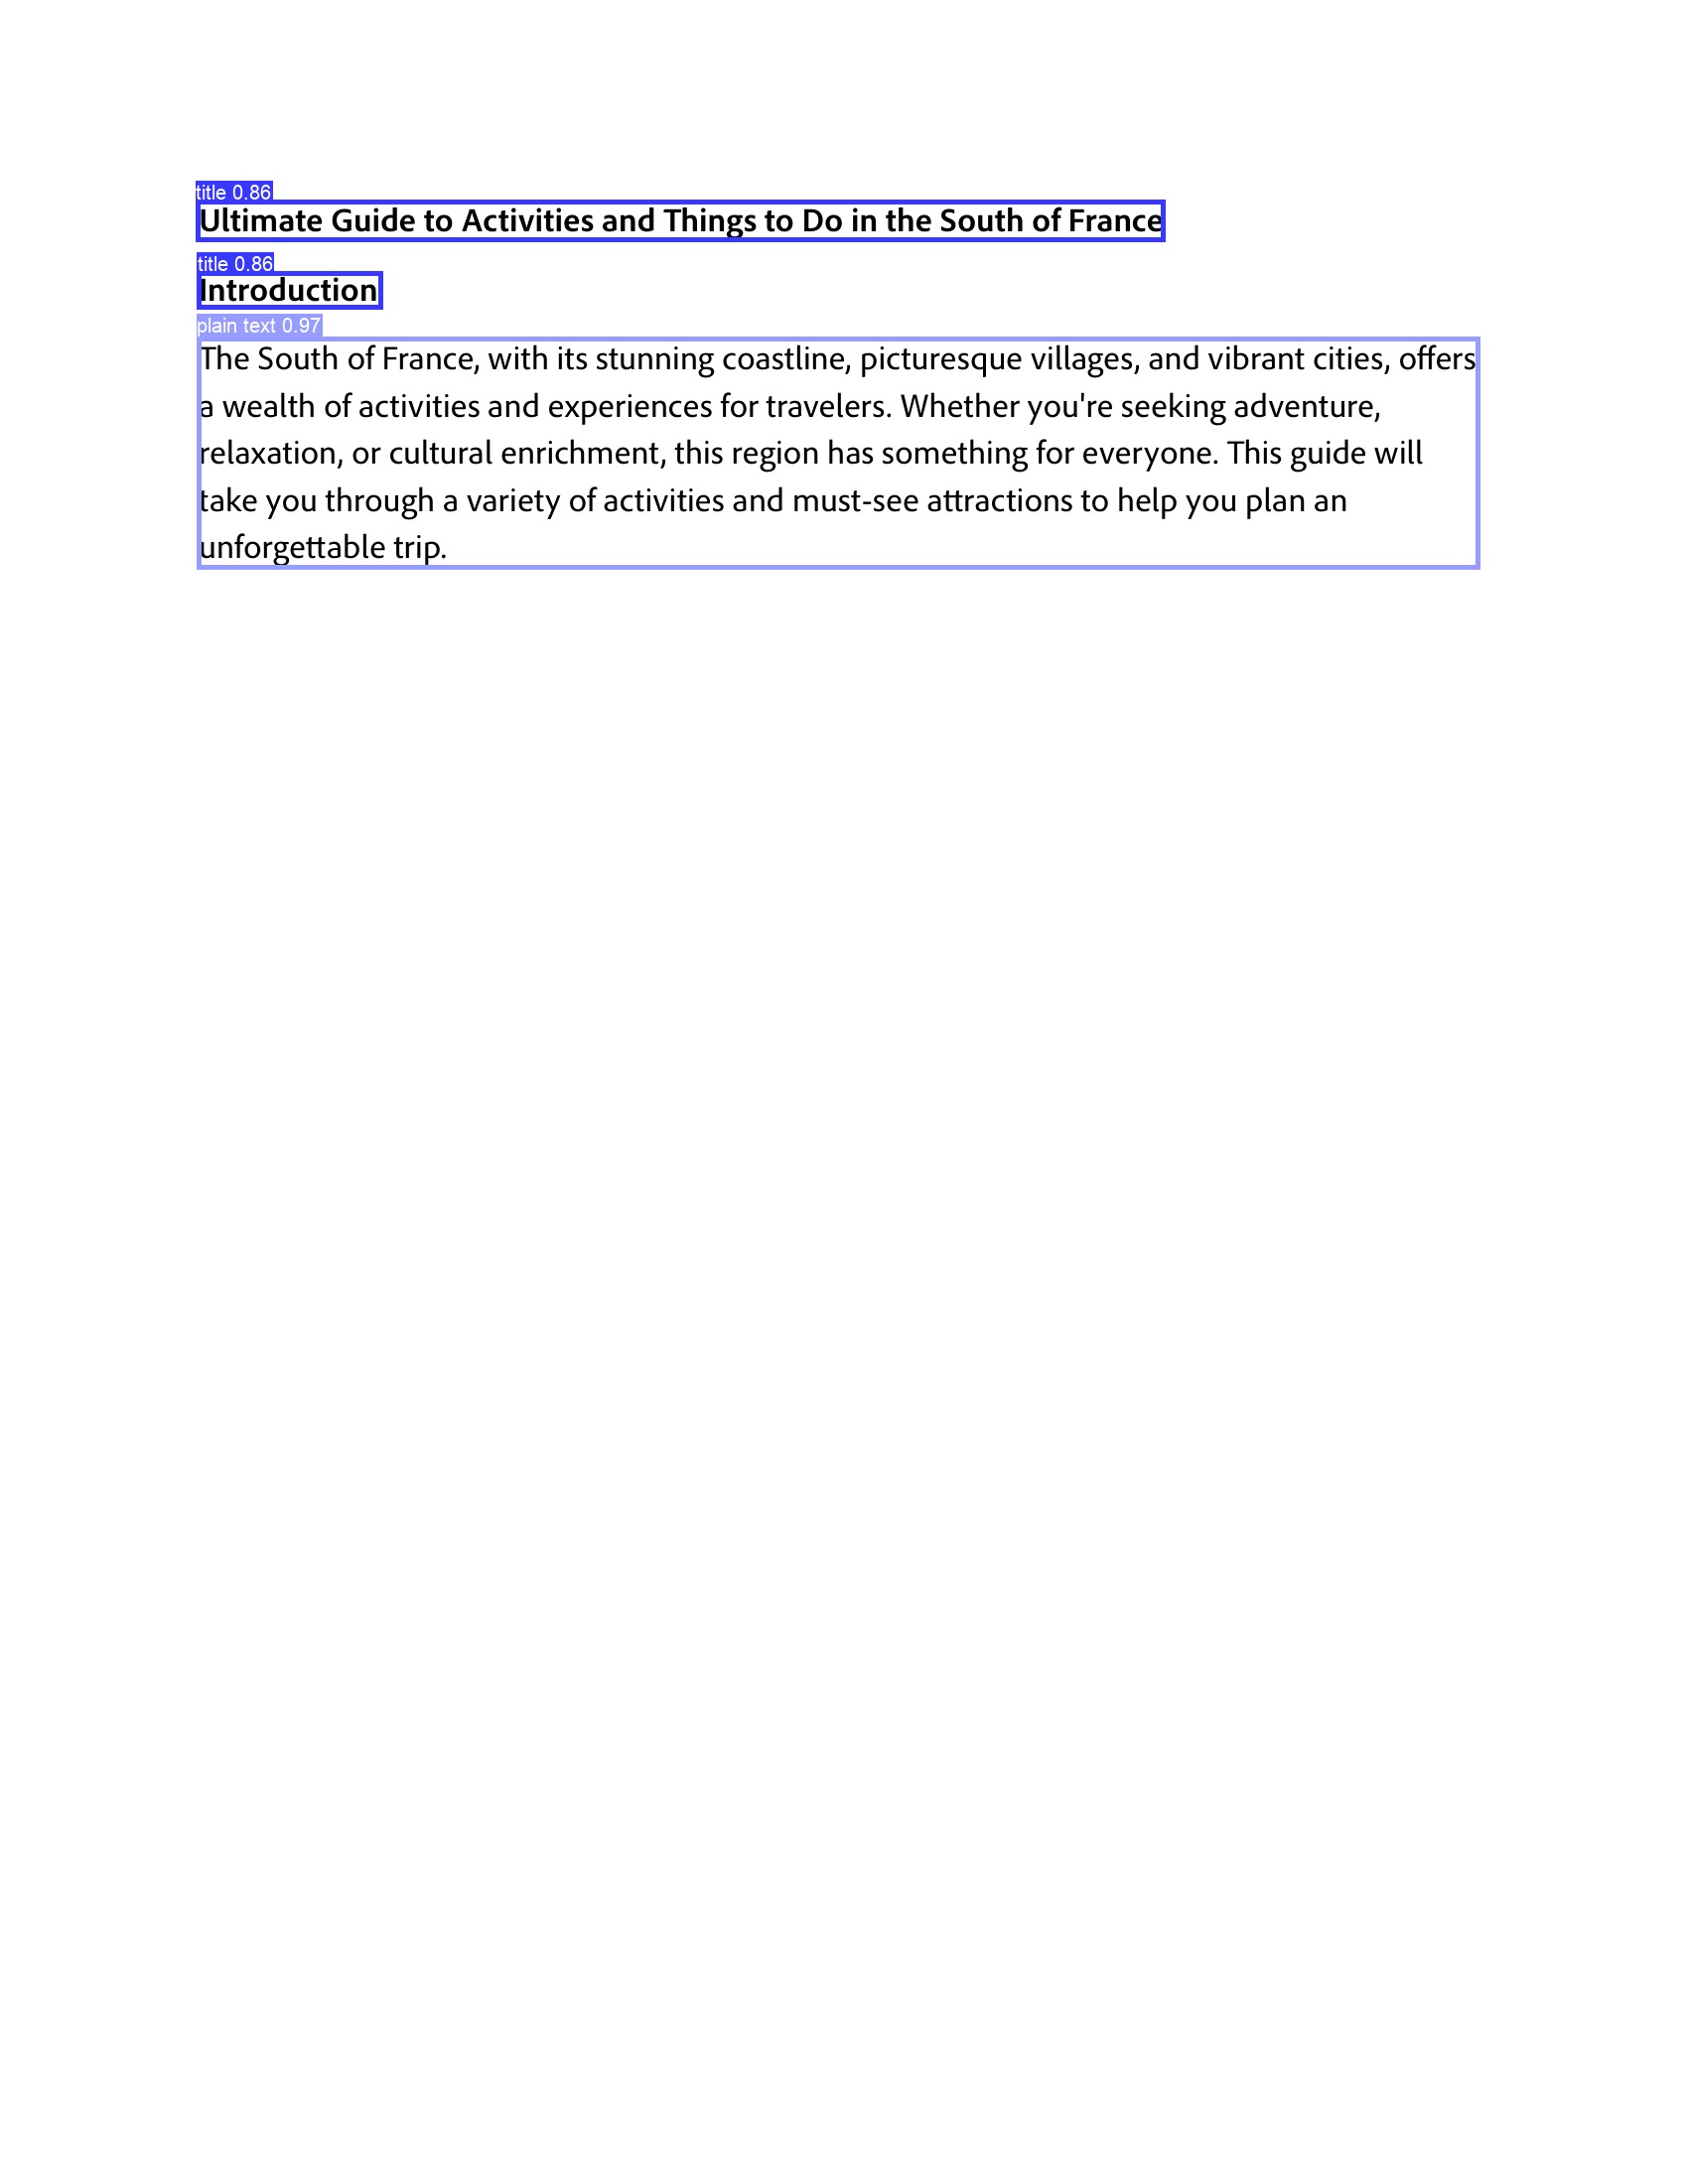 title 0.86
Ultimate Guide to Activities and Things to Do in the South of France
title 0.86
Introduction
plain text 0.97
The South of France, with its stunning coastline, picturesque villages, and vibrant cities, offers
a wealth of activities and experiences for travelers. Whether you're seeking adventure,
relaxation, or cultural enrichment, this region has something for everyone. This guide will
take you through a variety of activities and must-see attractions to help you plan an
unforgettable trip.